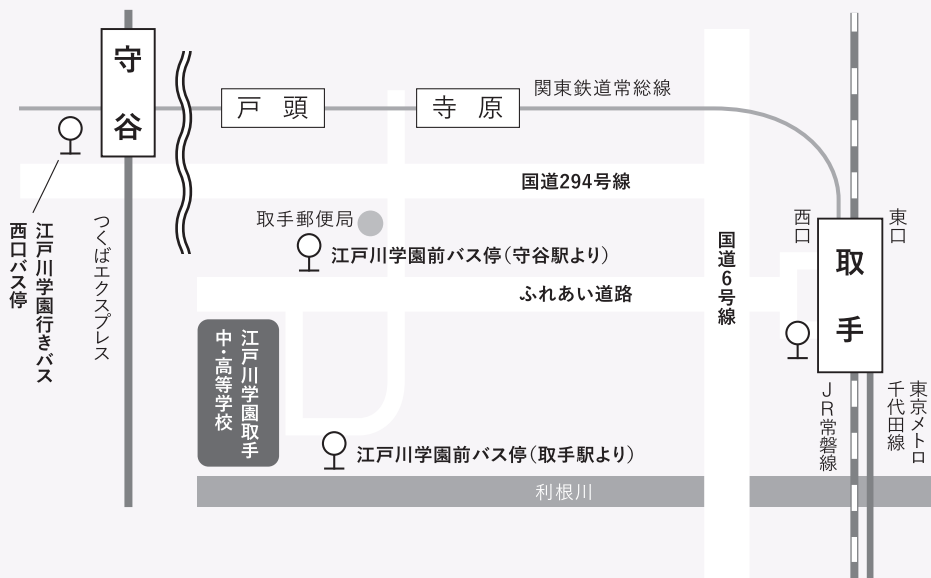 守谷
戸頭
寺原
関東鉄道常総線
国道294号線
取手郵便局
江戸川学園前バス停（守谷駅より）
ふれあい道路
江戸川学園行きバス
西口バス停
つくばエクスプレス
国道6号線
西口
東口
取手
江戸川学園取手
中・高等学校
江戸川学園前バス停（取手駅より）
利根川
JR常磐線
東京メトロ
千代田線